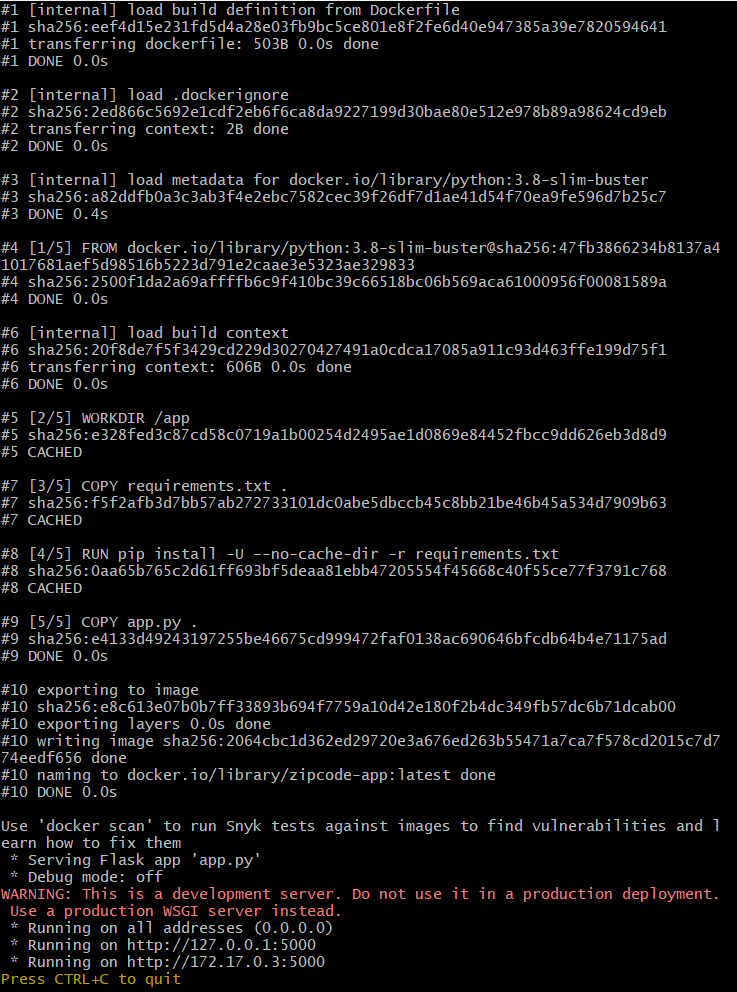 #1 [internal] load build definition from Dockerfile
#1 sha256:eef4d15e231fd5d4a28e03fb9bc5ce801e8f2fe6d40e947385a39e7820594641
#1 transferring dockerfile: 503B 0.0s done
#1 DONE 0.0s

#2 [internal] load .dockerignore
#2 sha256:2ed866c5692e1cdf2eb6f6ca8da9227199d30bae80e512e978b89a98624cd9eb
#2 transferring context: 2B done
#2 DONE 0.0s

#3 [internal] load metadata for docker.io/library/python:3.8-slim-buster
#3 sha256:a82ddfb0a3c3ab3f4e2ebc7582cec39f26df7d1ae41d54f70ea9fe596d7b25c7
#3 DONE 0.4s

#4 [1/5] FROM docker.io/library/python:3.8-slim-buster@sha256:47fb3866234b8137a4
1017681aef5d98516b5223d791e2caae3e5323ae329833
#4 sha256:2500f1da2a69affffb6c9f410bc39c66518bc06b569aca61000956f00081589a
#4 DONE 0.0s

#6 [internal] load build context
#6 sha256:20f8de7f5f3429cd229d30270427491a0cdca17085a911c93d463ffe199d75f1
#6 transferring context: 606B 0.0s done
#6 DONE 0.0s

#5 [2/5] WORKDIR /app
#5 sha256:e328fed3c87cd58c0719a1b00254d2495ae1d0869e84452fbcc9dd626eb3d8d9
#5 CACHED

#7 [3/5] COPY requirements.txt .
#7 sha256:f5f2afb3d7bb57ab272733101dc0abe5dbccb45c8bb21be46b45a534d7909b63
#7 CACHED

#8 [4/5] RUN pip install -U --no-cache-dir -r requirements.txt
#8 sha256:0aa65b765c2d61ff693bf5deaa81ebb47205554f45668c40f55ce77f3791c768
#8 CACHED

#9 [5/5] COPY app.py .
#9 sha256:e4133d49243197255be46675cd999472faf0138ac690646bfcdb64b4e71175ad
#9 DONE 0.0s

#10 exporting to image
#10 sha256:e8c613e07b0b7ff33893b694f7759a10d42e180f2b4dc349fb57dc6b71dcab00
#10 exporting layers 0.0s done
#10 writing image sha256:2064cbc1d362ed29720e3a676ed263b55471a7ca7f578cd2015c7d7
74eedf656 done
#10 naming to docker.io/library/zipcode-app:latest done
#10 DONE 0.0s

Use 'docker scan' to run Snyk tests against images to find vulnerabilities and l
earn how to fix them
 * Serving Flask app 'app.py'
 * Debug mode: off
WARNING: This is a development server. Do not use it in a production deployment.
 Use a production WSGI server instead.
 * Running on all addresses (0.0.0.0)
 * Running on http://127.0.0.1:5000
 * Running on http://172.17.0.3:5000
Press CTRL+C to quit